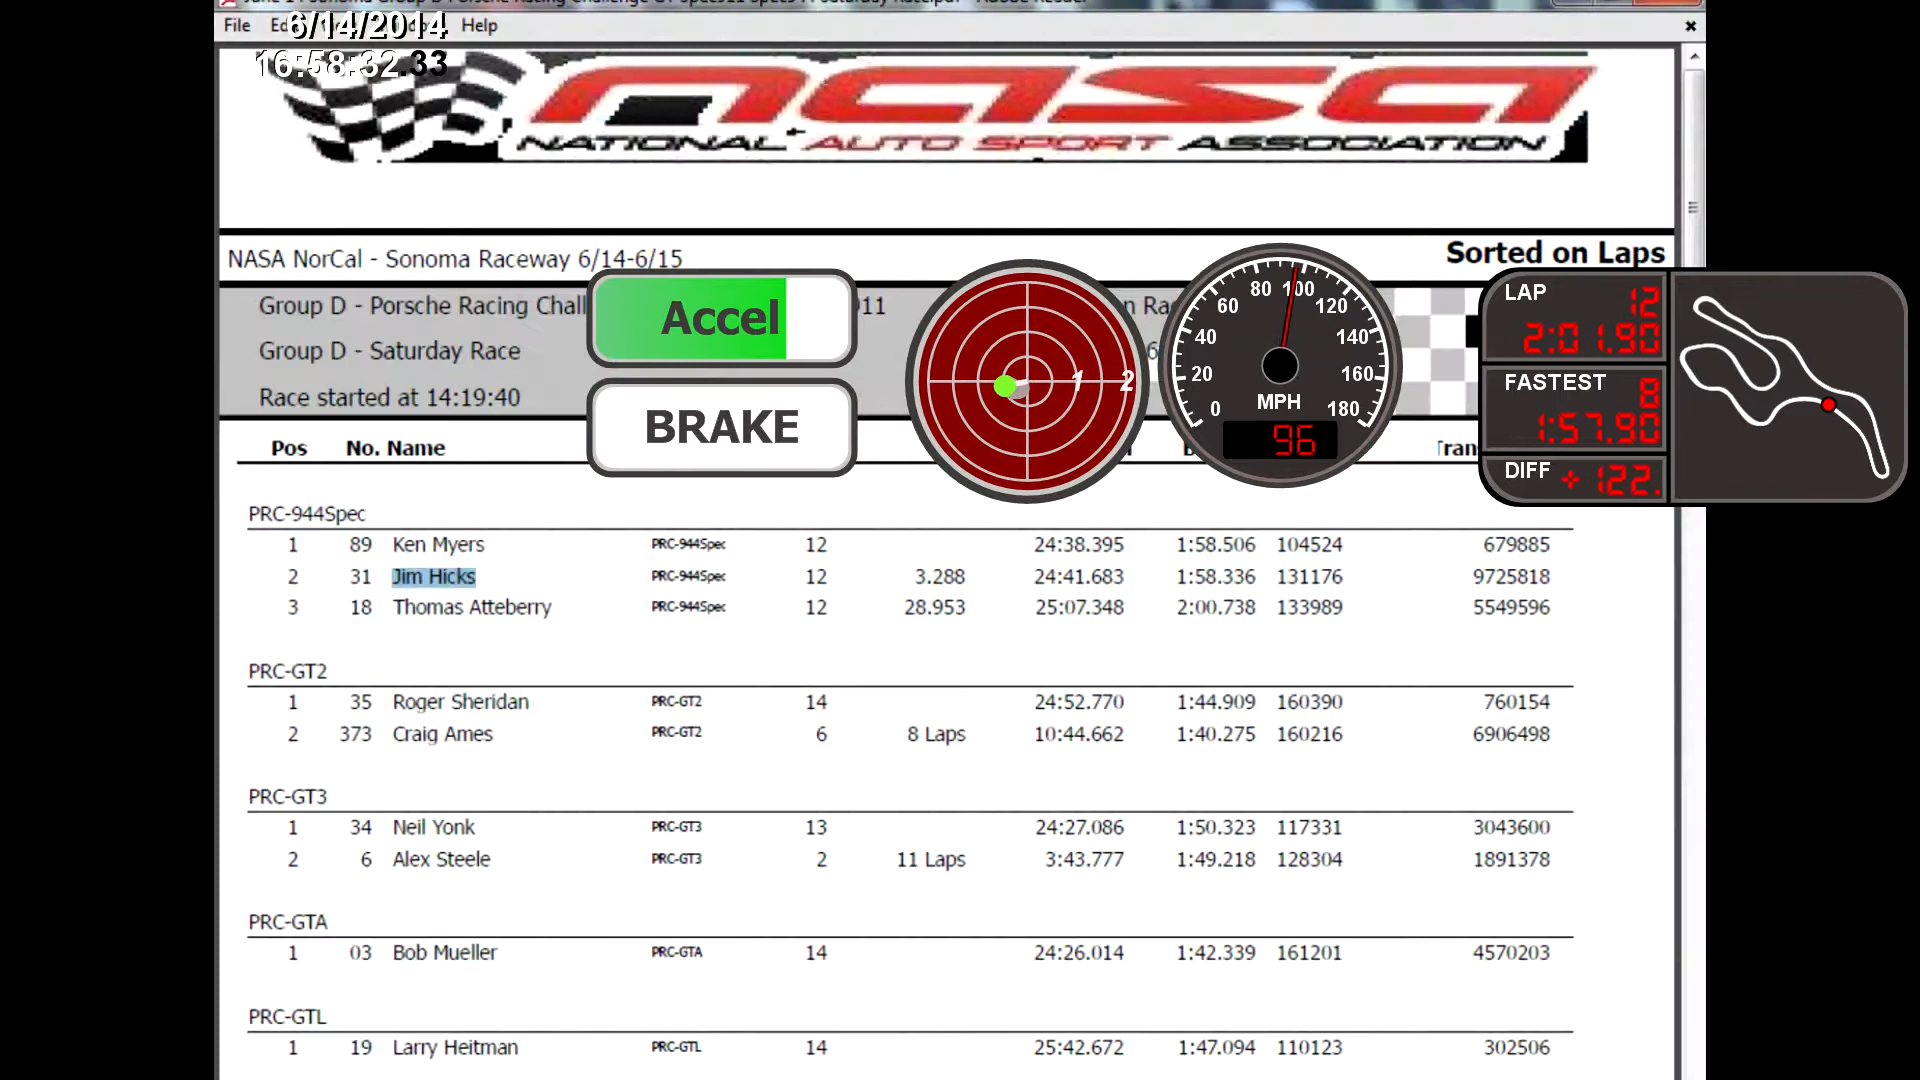 June 14 Sonoma Group D Porsche Racing Challenge
Adobe Reader
File
Help
6/14/2014
16:58:32.33
nasa
NATIONAL AUTO SPORT ASSOCIATION
NASA NorCal - Sonoma Raceway 6/14-6/15
Sorted on Laps
Group D - Porsche Racing Chall
Group D - Saturday Race
Race started at 14:19:40
Accel
BRAKE
1 2
0 20 40 60 80 100 120 140 160 180
MPH
96
LAP 12
2:01.90
FASTEST 8
1:57.90
DIFF + 122.
Pos No. Name
PRC-944Spec
1 89 Ken Myers PRC-944Spec 12 24:38.395 1:58.506 104524 679885
2 31 Jim Hicks PRC-944Spec 12 3.288 24:41.683 1:58.336 131176 9725818
3 18 Thomas Atteberry PRC-944Spec 12 28.953 25:07.348 2:00.738 133989 5549596
PRC-GT2
1 35 Roger Sheridan PRC-GT2 14 24:52.770 1:44.909 160390 760154
2 373 Craig Ames PRC-GT2 6 8 Laps 10:44.662 1:40.275 160216 6906498
PRC-GT3
1 34 Neil Yonk PRC-GT3 13 24:27.086 1:50.323 117331 3043600
2 6 Alex Steele PRC-GT3 2 11 Laps 3:43.777 1:49.218 128304 1891378
PRC-GTA
1 03 Bob Mueller PRC-GTA 14 24:26.014 1:42.339 161201 4570203
PRC-GTL
1 19 Larry Heitman PRC-GTL 14 25:42.672 1:47.094 110123 302506